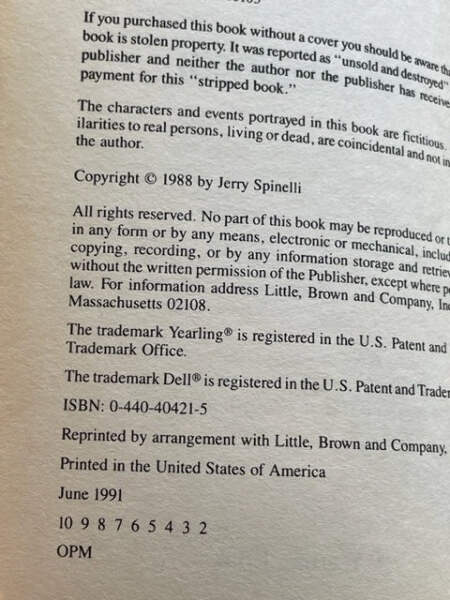 If you purchased this book without a cover you should be aware
book is stolen property. It was reported as "unsold and destroyed"
publisher and neither the author nor the publisher has
payment for this "stripped book."
The characters and events portrayed in this book are fictitious.
ilarities to real persons, living or dead, are coincidental and not
the author.
Copyright © 1988 by Jerry Spinelli
All rights reserved. No part of this book may be reproduced or
in any form or by any means, electronic or mechanical,
copying, recording, or by any information storage and
without the written permission of the Publisher, except where
law. For information address Little, Brown and Company,
Massachusetts 02108.
The trademark Yearling® is registered in the U.S. Patent and
Trademark Office.
The trademark Dell® is registered in the U.S. Patent and
ISBN: 0-440-40421-5
Reprinted by arrangement with Little, Brown and Company.
Printed in the United States of America
June 1991
10 9 8 7 6 5 4 3 2
OPM